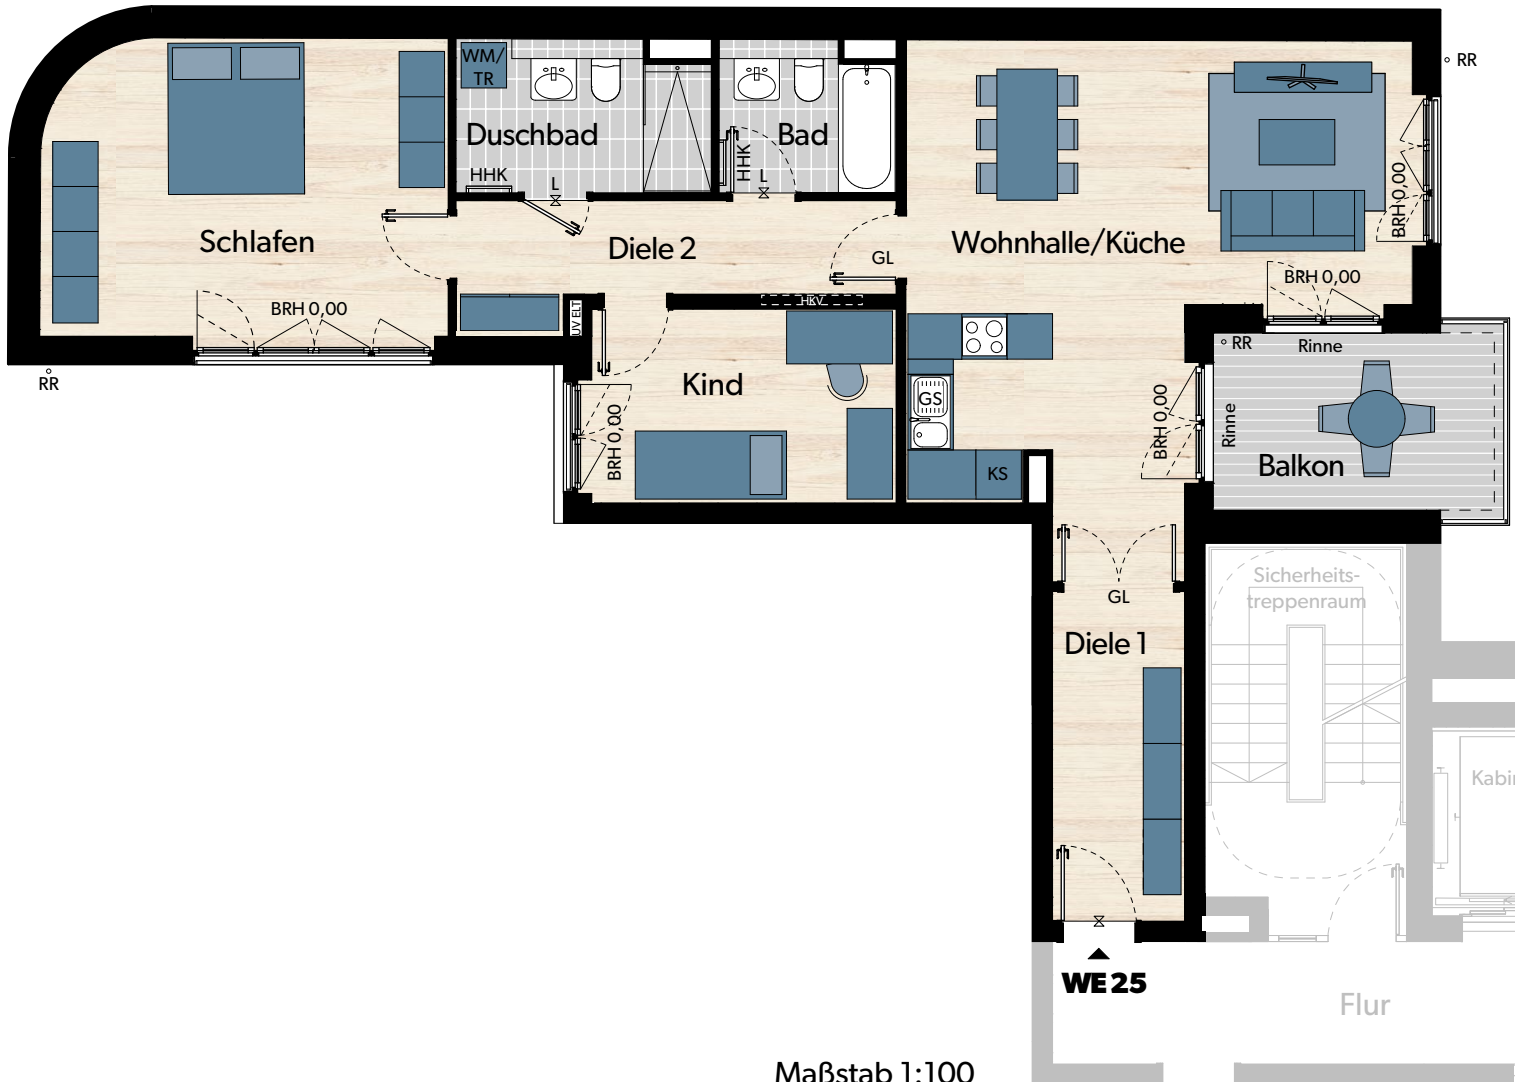 RR
WM/
TR
Duschbad
HHK
L
Bad
HHK
L
BRH 0,00
Schlafen
Diele 2
GL
Wohnhalle/Küche
BRH 0,00
BRH 0,00
HKV
UV ELT
RR
Rinne
RR
Kind
GS
BRH 0,00
BRH 0,00
Rinne
Balkon
KS
Sicherheits-
treppenraum
GL
Diele 1
Kabin
WE 25
Flur
Maßstab 1:100